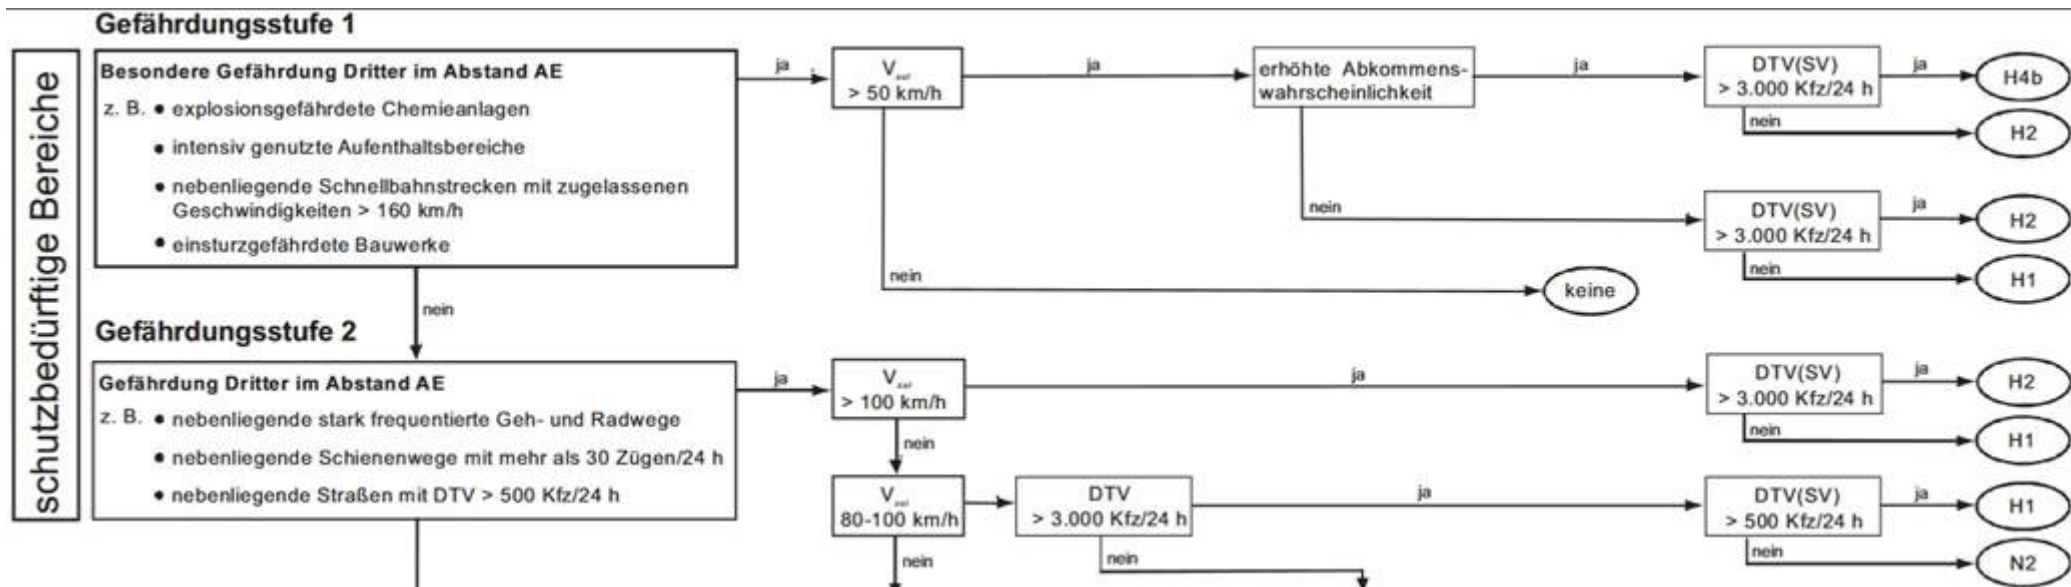 schutzbedürftige Bereiche
Gefährdungsstufe 1
Besondere Gefährdung Dritter im Abstand AE
z. B. • explosionsgefährdete Chemieanlagen
• intensiv genutzte Aufenthaltsbereiche
• nebenliegende Schnellbahnstrecken mit zugelassenen
Geschwindigkeiten > 160 km/h
• einsturzgefährdete Bauwerke
ja
V zul
> 50 km/h
ja
erhöhte Abkommens-
wahrscheinlichkeit
ja
DTV(SV)
> 3.000 Kfz/24 h
ja
H4b
nein
H2
nein
DTV(SV)
> 3.000 Kfz/24 h
ja
H2
nein
H1
nein
keine
nein
Gefährdungsstufe 2
Gefährdung Dritter im Abstand AE
z. B. • nebenliegende stark frequentierte Geh- und Radwege
• nebenliegende Schienenwege mit mehr als 30 Zügen/24 h
• nebenliegende Straßen mit DTV > 500 Kfz/24 h
ja
V zul
> 100 km/h
ja
DTV(SV)
> 3.000 Kfz/24 h
ja
H2
nein
H1
nein
V zul
80-100 km/h
DTV
> 3.000 Kfz/24 h
ja
DTV(SV)
> 500 Kfz/24 h
ja
H1
nein
N2
nein
nein